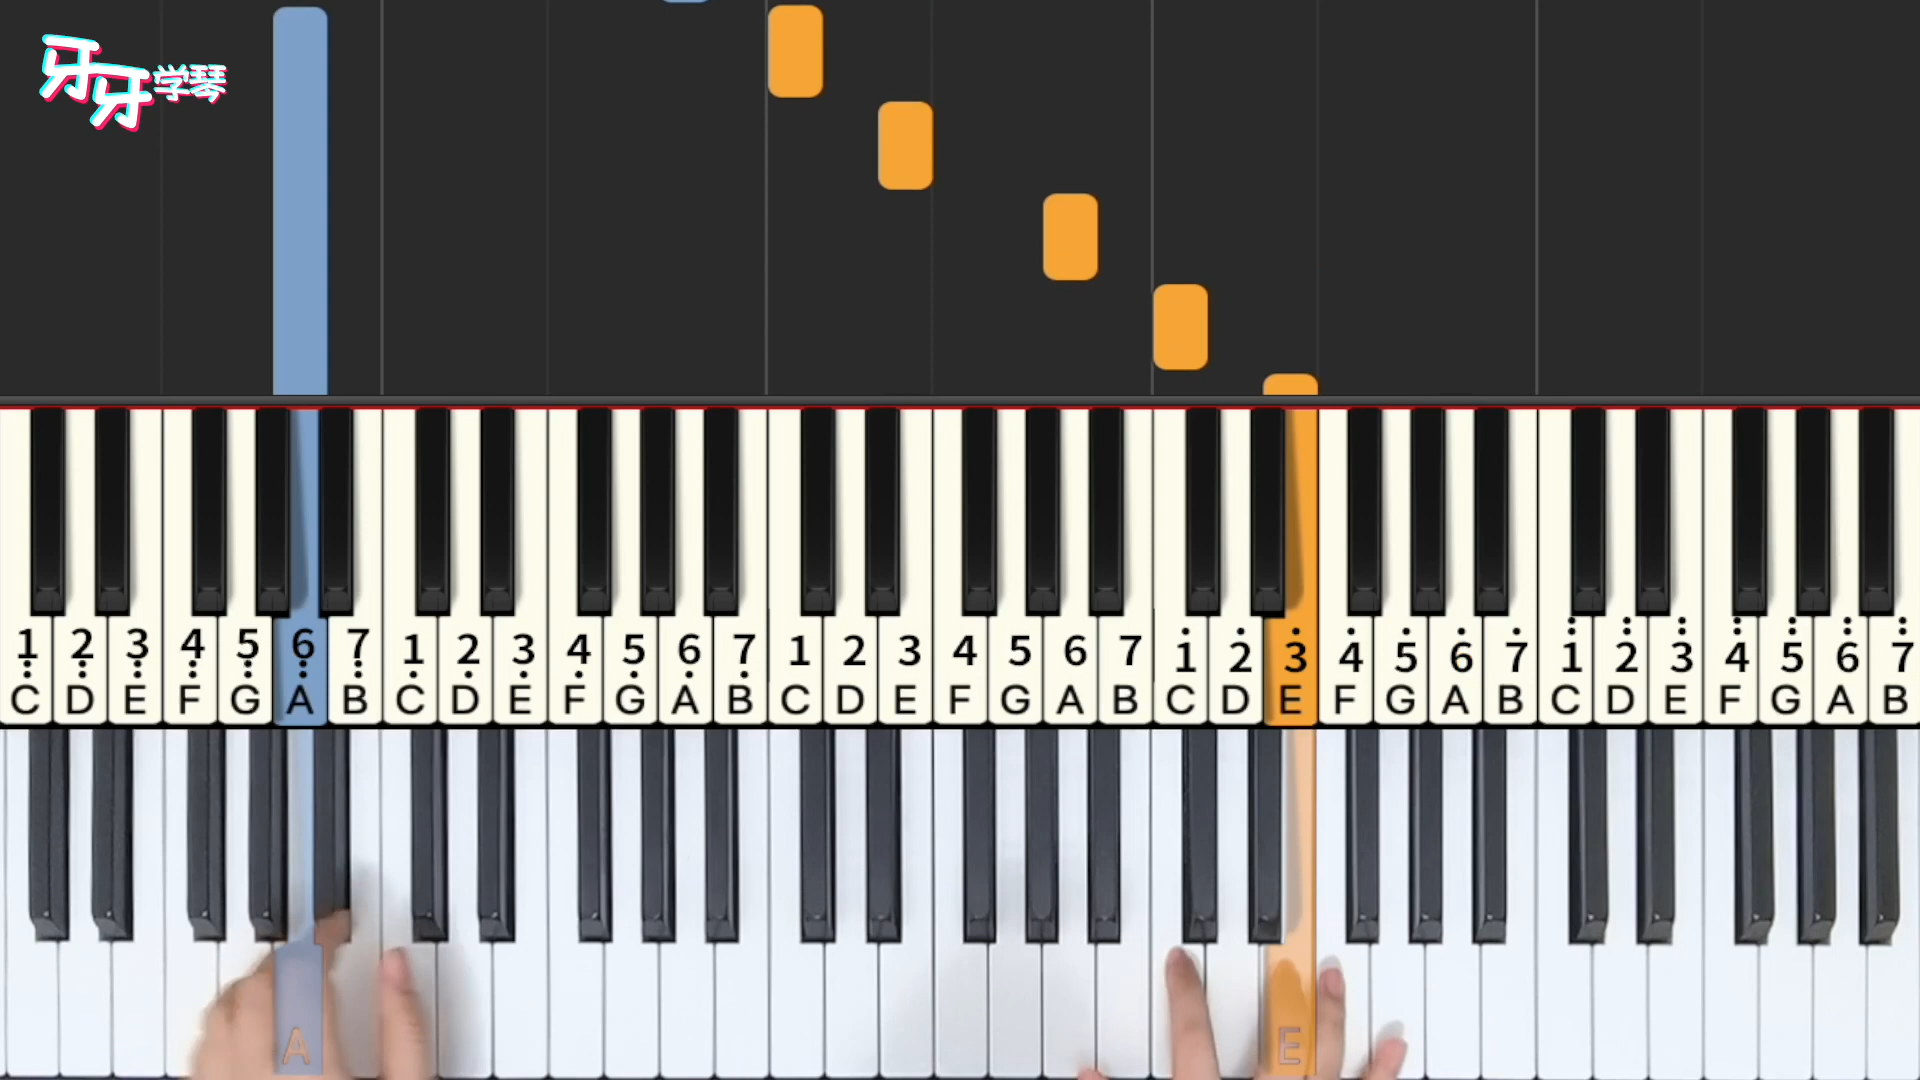 牙牙学琴
1 2 3 4 5 6 7 1 2 3 4 5 6 7 1 2 3 4 5 6 7 1 2 3 4 5 6 7 1 2 3 4 5 6 7
C D E F G A B C D E F G A B C D E F G A B C D E F G A B C D E F G A B
A E